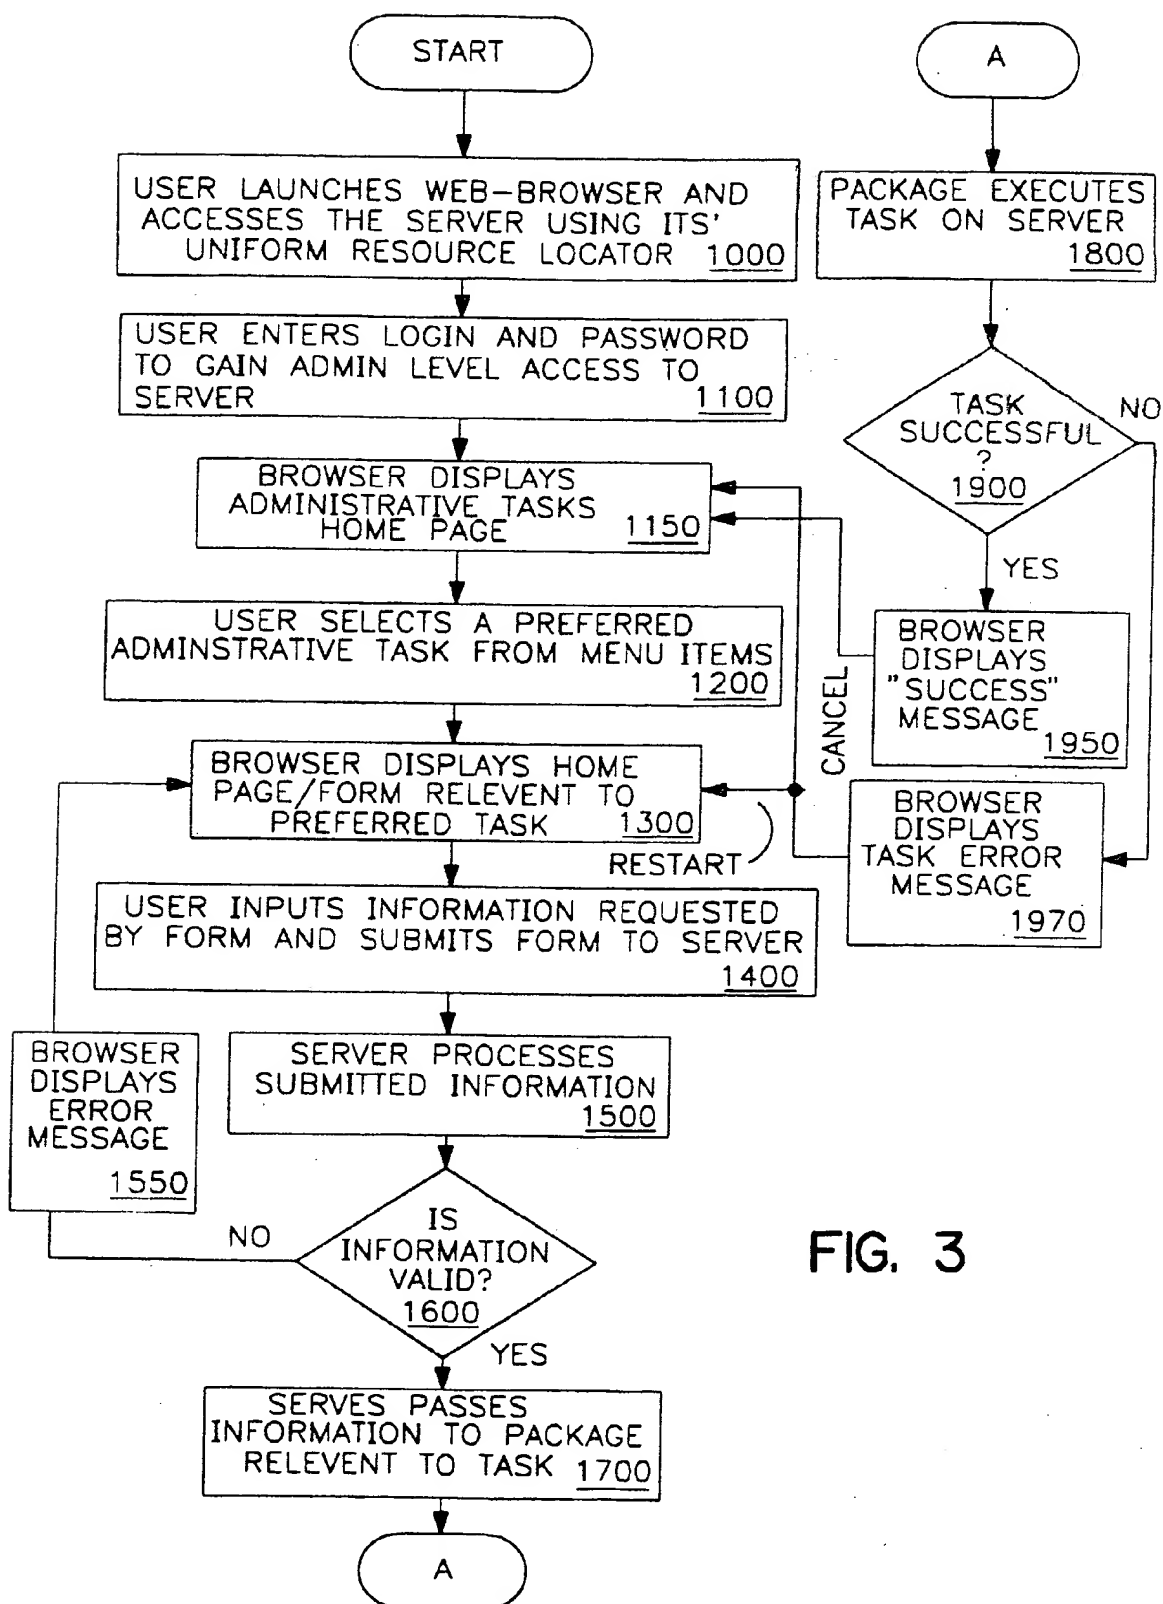 START
USER LAUNCHES WEB-BROWSER AND
ACCESSES THE SERVER USING ITS'
UNIFORM RESOURCE LOCATOR 1000
USER ENTERS LOGIN AND PASSWORD
TO GAIN ADMIN LEVEL ACCESS TO
SERVER 1100
BROWSER DISPLAYS
ADMINISTRATIVE TASKS
HOME PAGE 1150
USER SELECTS A PREFERRED
ADMINSTRATIVE TASK FROM MENU ITEMS
1200
BROWSER DISPLAYS HOME
PAGE/FORM RELEVENT TO
PREFERRED TASK 1300
RESTART
USER INPUTS INFORMATION REQUESTED
BY FORM AND SUBMITS FORM TO SERVER
1400
SERVER PROCESSES
SUBMITTED INFORMATION
1500
BROWSER
DISPLAYS
ERROR
MESSAGE
1550
NO
IS
INFORMATION
VALID?
1600
YES
SERVES PASSES
INFORMATION TO PACKAGE
RELEVENT TO TASK 1700
A
A
PACKAGE EXECUTES
TASK ON SERVER
1800
TASK
SUCCESSFUL
?
1900
NO
YES
BROWSER
DISPLAYS
"SUCCESS"
MESSAGE
1950
CANCEL
BROWSER
DISPLAYS
TASK ERROR
MESSAGE
1970
FIG. 3